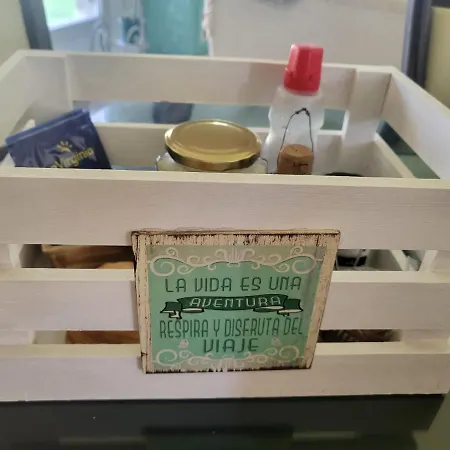 LA VIDA ES UNA
AVENTURA
RESPIRA Y DISFRUTA DEL
VIAJE